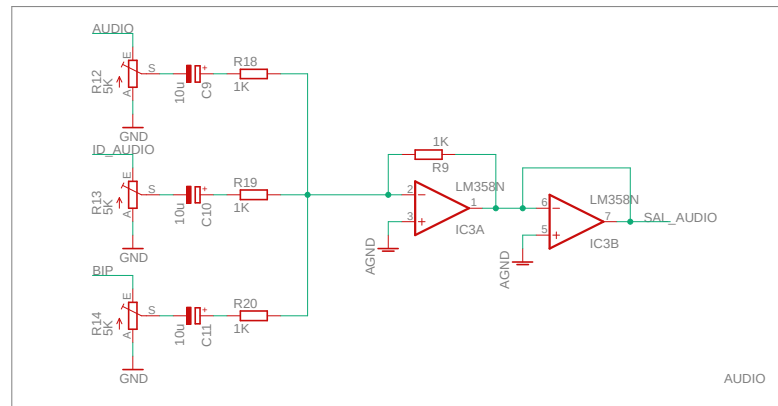 AUDIO
E
S
A
R12
5K
10u
+
C9
R18
1K
GND
ID_AUDIO
E
S
A
R13
5K
10u
+
C10
R19
1K
GND
BIP
E
S
A
R14
5K
10u
+
C11
R20
1K
GND
1K
R9
LM358N
2
3
1
IC3A
AGND
LM358N
6
5
7
SAL_AUDIO
IC3B
AGND
AUDIO